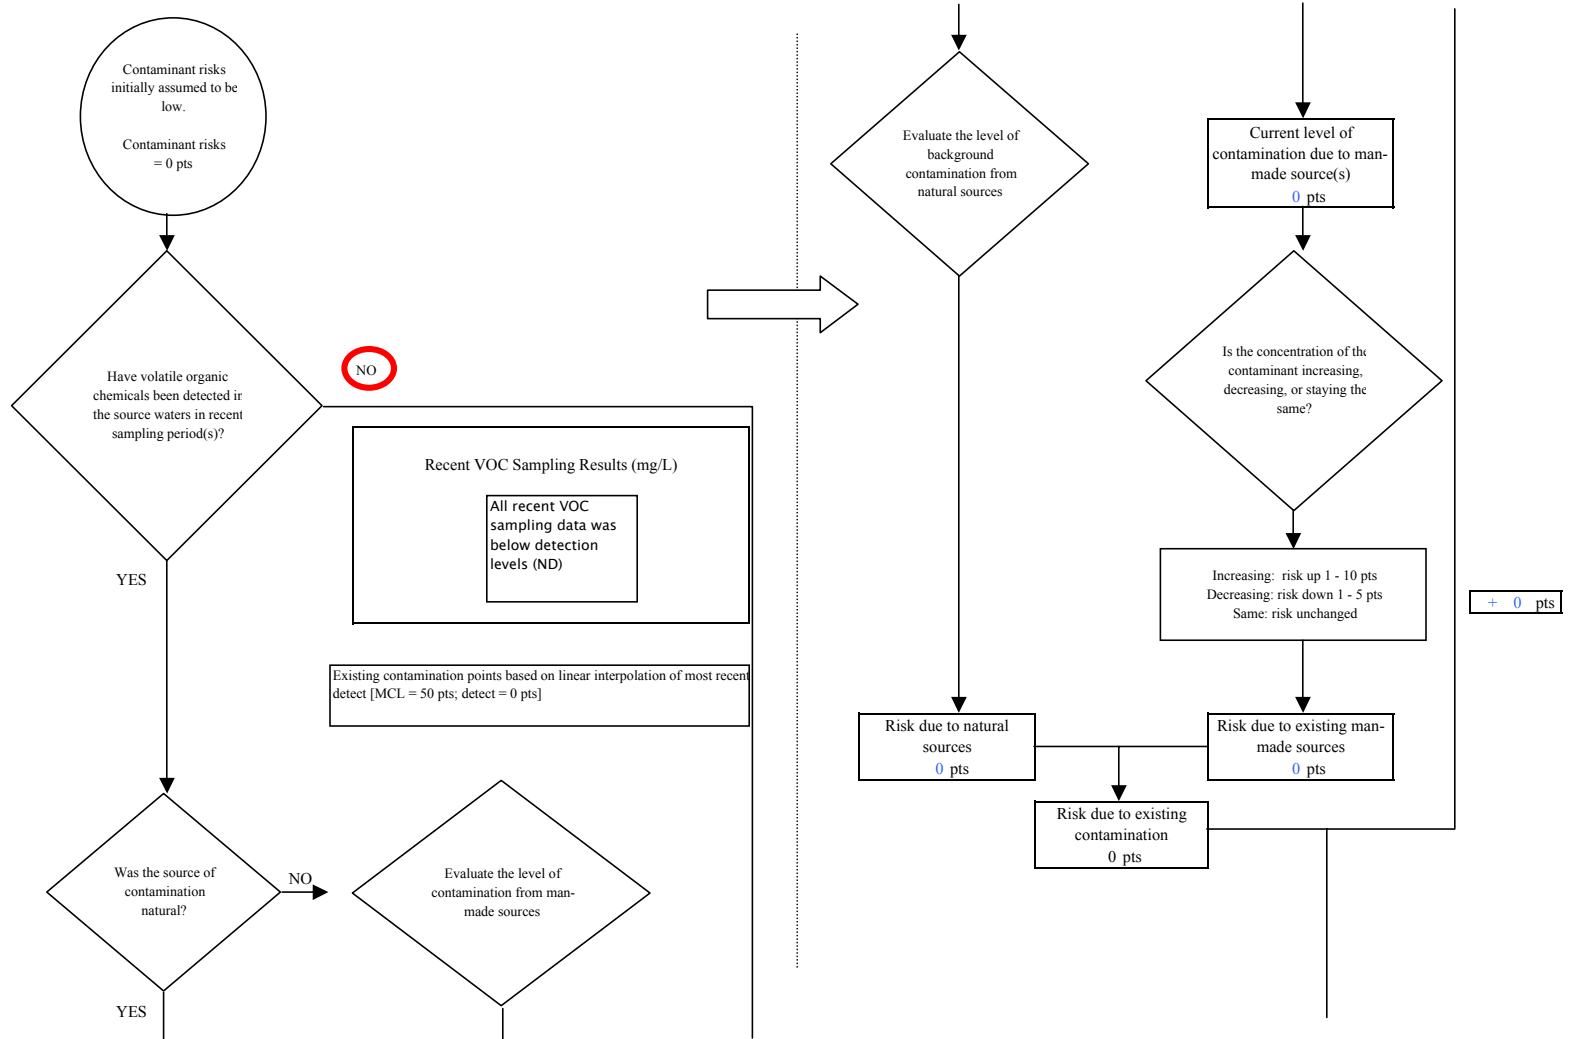 Contaminant risks
initially assumed to be
low.
Contaminant risks
= 0 pts
Have volatile organic
chemicals been detected in
the source waters in recent
sampling period(s)?
NO
Recent VOC Sampling Results (mg/L)
All recent VOC
sampling data was
below detection
levels (ND)
YES
Existing contamination points based on linear interpolation of most recent
detect [MCL = 50 pts; detect = 0 pts]
Was the source of
contamination
natural?
NO
Evaluate the level of
contamination from man-
made sources
YES
Evaluate the level of
background
contamination from
natural sources
Current level of
contamination due to man-
made source(s)
0 pts
Is the concentration of the
contaminant increasing,
decreasing, or staying the
same?
Increasing: risk up 1 - 10 pts
Decreasing: risk down 1 - 5 pts
Same: risk unchanged
+ 0 pts
Risk due to natural
sources
0 pts
Risk due to existing man-
made sources
0 pts
Risk due to existing
contamination
0 pts